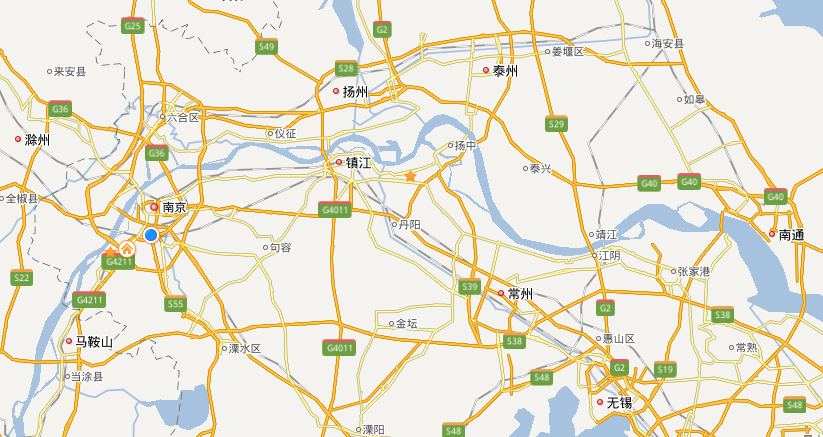 G25
G2
S49
海安县
姜堰区
来安县
S28
泰州
扬州
如皋
G36
六合区
仪征
S29
滁州
扬中
G36
镇江
泰兴
G40
G40
G40
全椒县
南京
G4011
丹阳
靖江
南通
句容
江阴
G4211
张家港
S22
S39
常州
G4211
S55
G2
S38
金坛
马鞍山
S38
惠山区
溧水区
G4011
常熟
G2
S19
当涂县
S48
无锡
S48
溧阳
S48